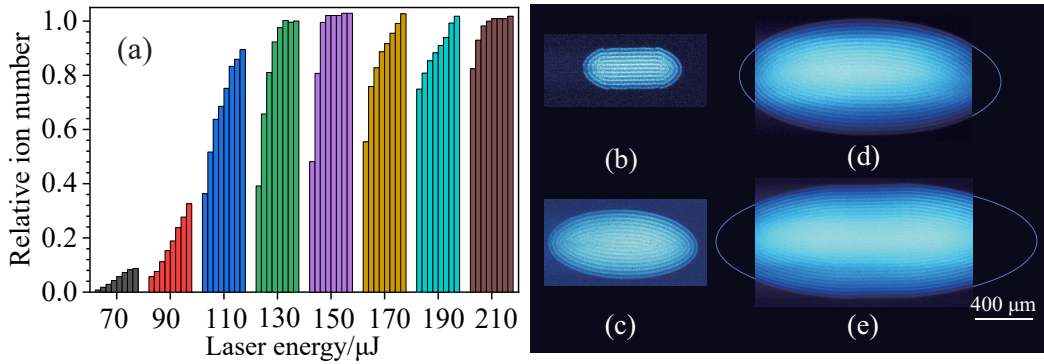 (a)
Relative ion number
1.0
0.8
0.6
0.4
0.2
0.0
70 90 110 130 150 170 190 210
Laser energy/μJ
(b)
(d)
(c)
(e)
400 μm